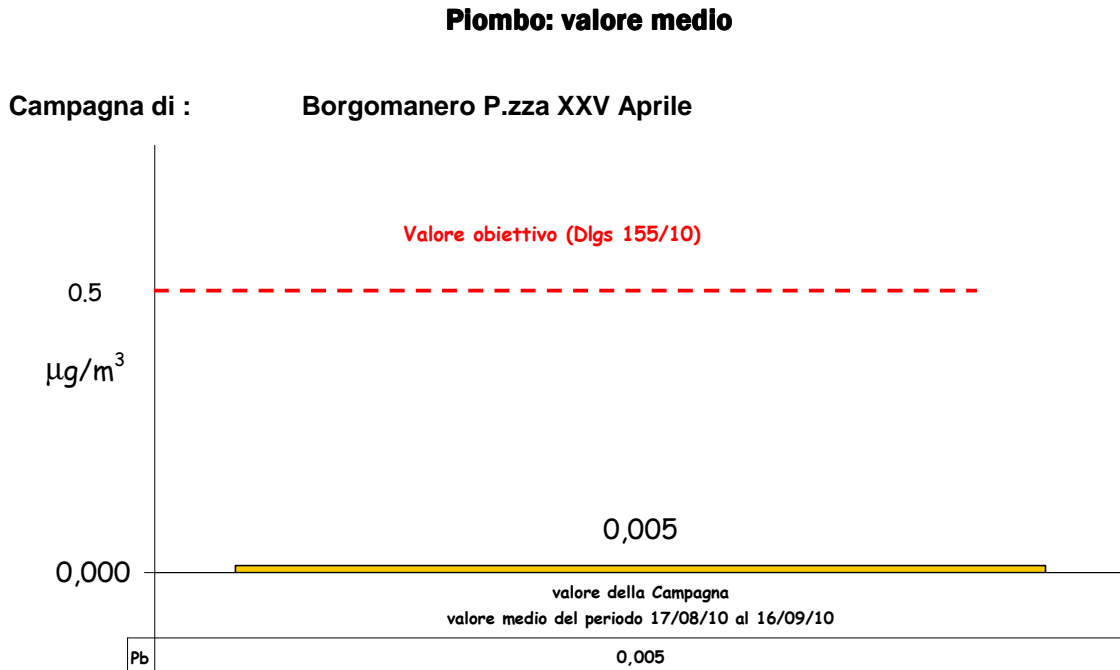 Piombo: valore medio
Campagna di : Borgomanero P.zza XXV Aprile
Valore obiettivo (Dlgs 155/10)
0.5
µg/m³
0,005
0,000
valore della Campagna
valore medio del periodo 17/08/10 al 16/09/10
Pb 0,005